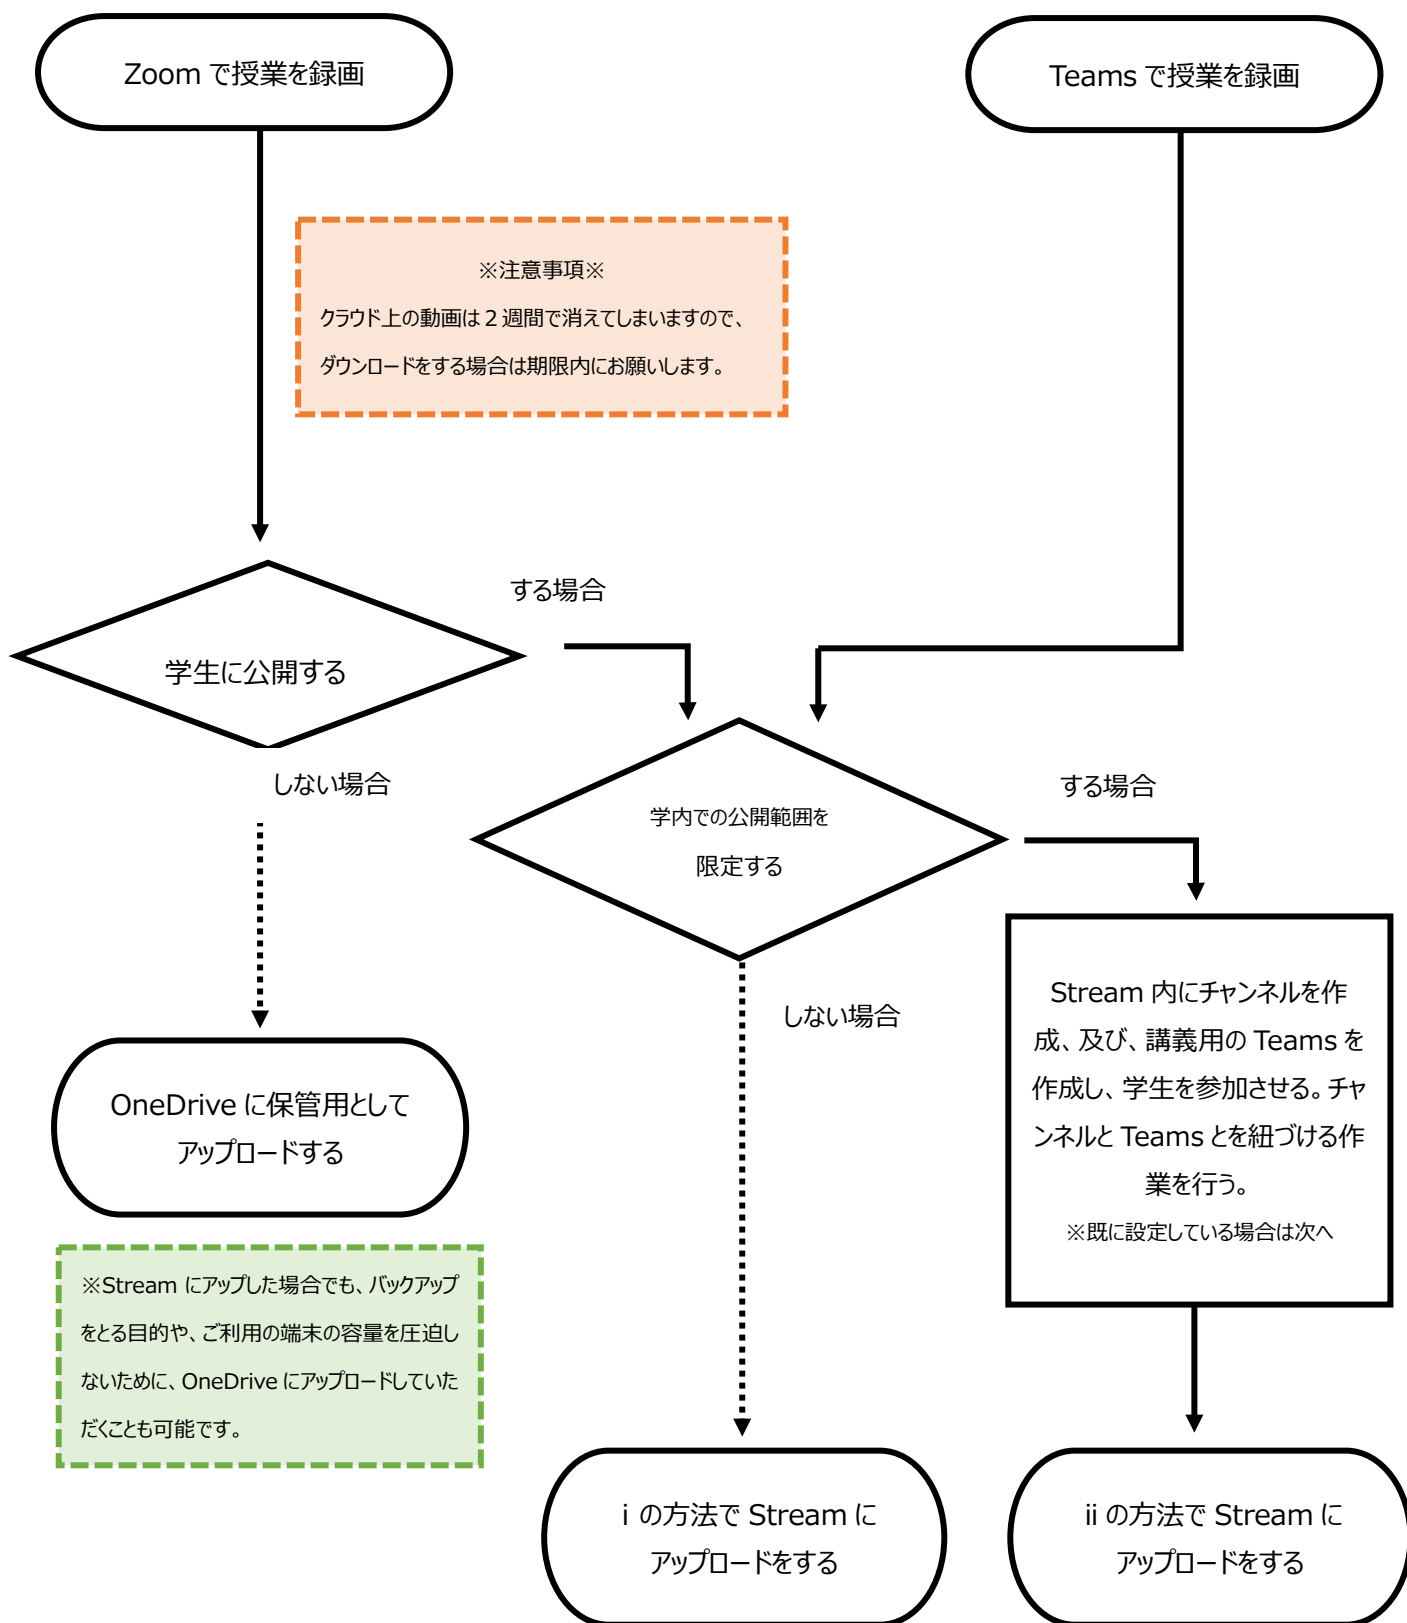 Zoom で授業を録画
Teams で授業を録画
※注意事項※
クラウド上の動画は 2 週間で消えてしまいますので、
ダウンロードをする場合は期限内にお願いします。
する場合
学生に公開する
しない場合
学内での公開範囲を
限定する
する場合
しない場合
Stream 内にチャンネルを作
成、及び、講義用の Teams を
作成し、学生を参加させる。チャ
ンネルと Teams とを紐づける作
業を行う。
※既に設定している場合は次へ
OneDrive に保管用として
アップロードする
※Stream にアップした場合でも、バックアップ
をとる目的や、ご利用の端末の容量を圧迫し
ないために、OneDrive にアップロードしていた
だくことも可能です。
i の方法で Stream に
アップロードをする
ii の方法で Stream に
アップロードをする